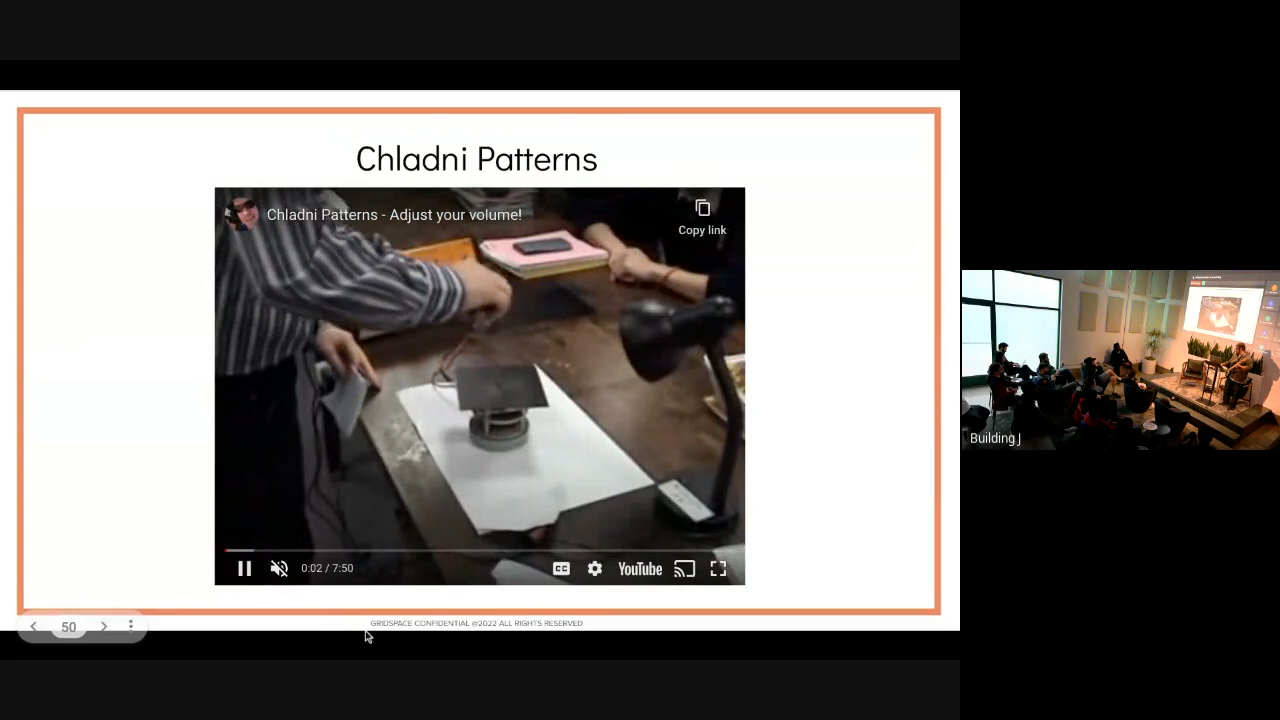 Chladni Patterns
Chladni Patterns - Adjust your volume!
Copy link
0:02 / 7:50
CC
YouTube
Building J
50
GRIDSPACE CONFIDENTIAL @2022 ALL RIGHTS RESERVED